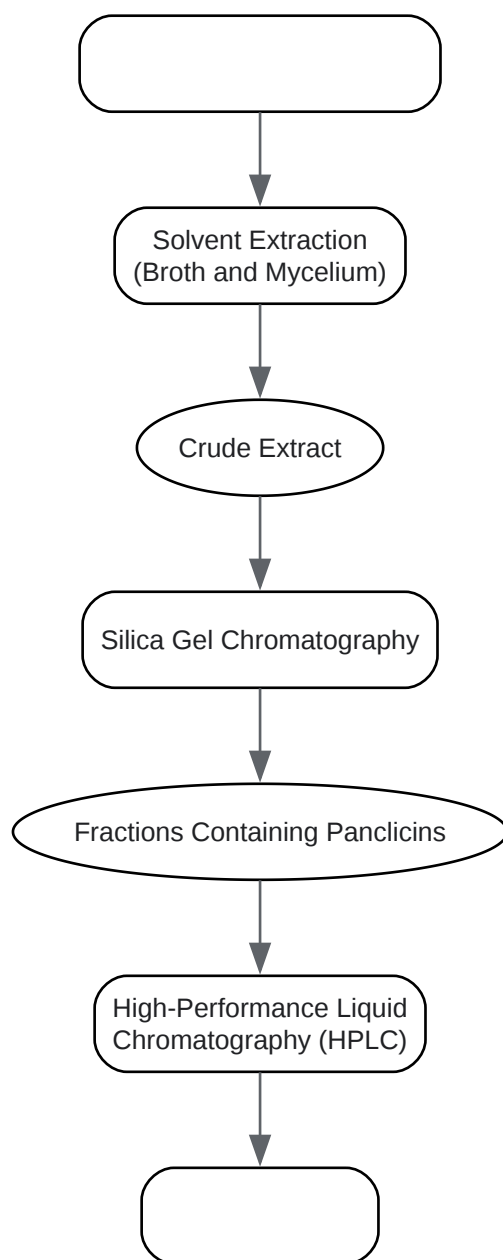 Solvent Extraction
(Broth and Mycelium)
Crude Extract
Silica Gel Chromatography
Fractions Containing Panclicins
High-Performance Liquid
Chromatography (HPLC)